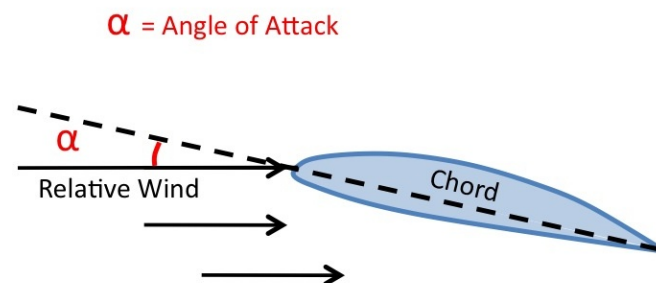 α = Angle of Attack
α
Relative Wind
Chord